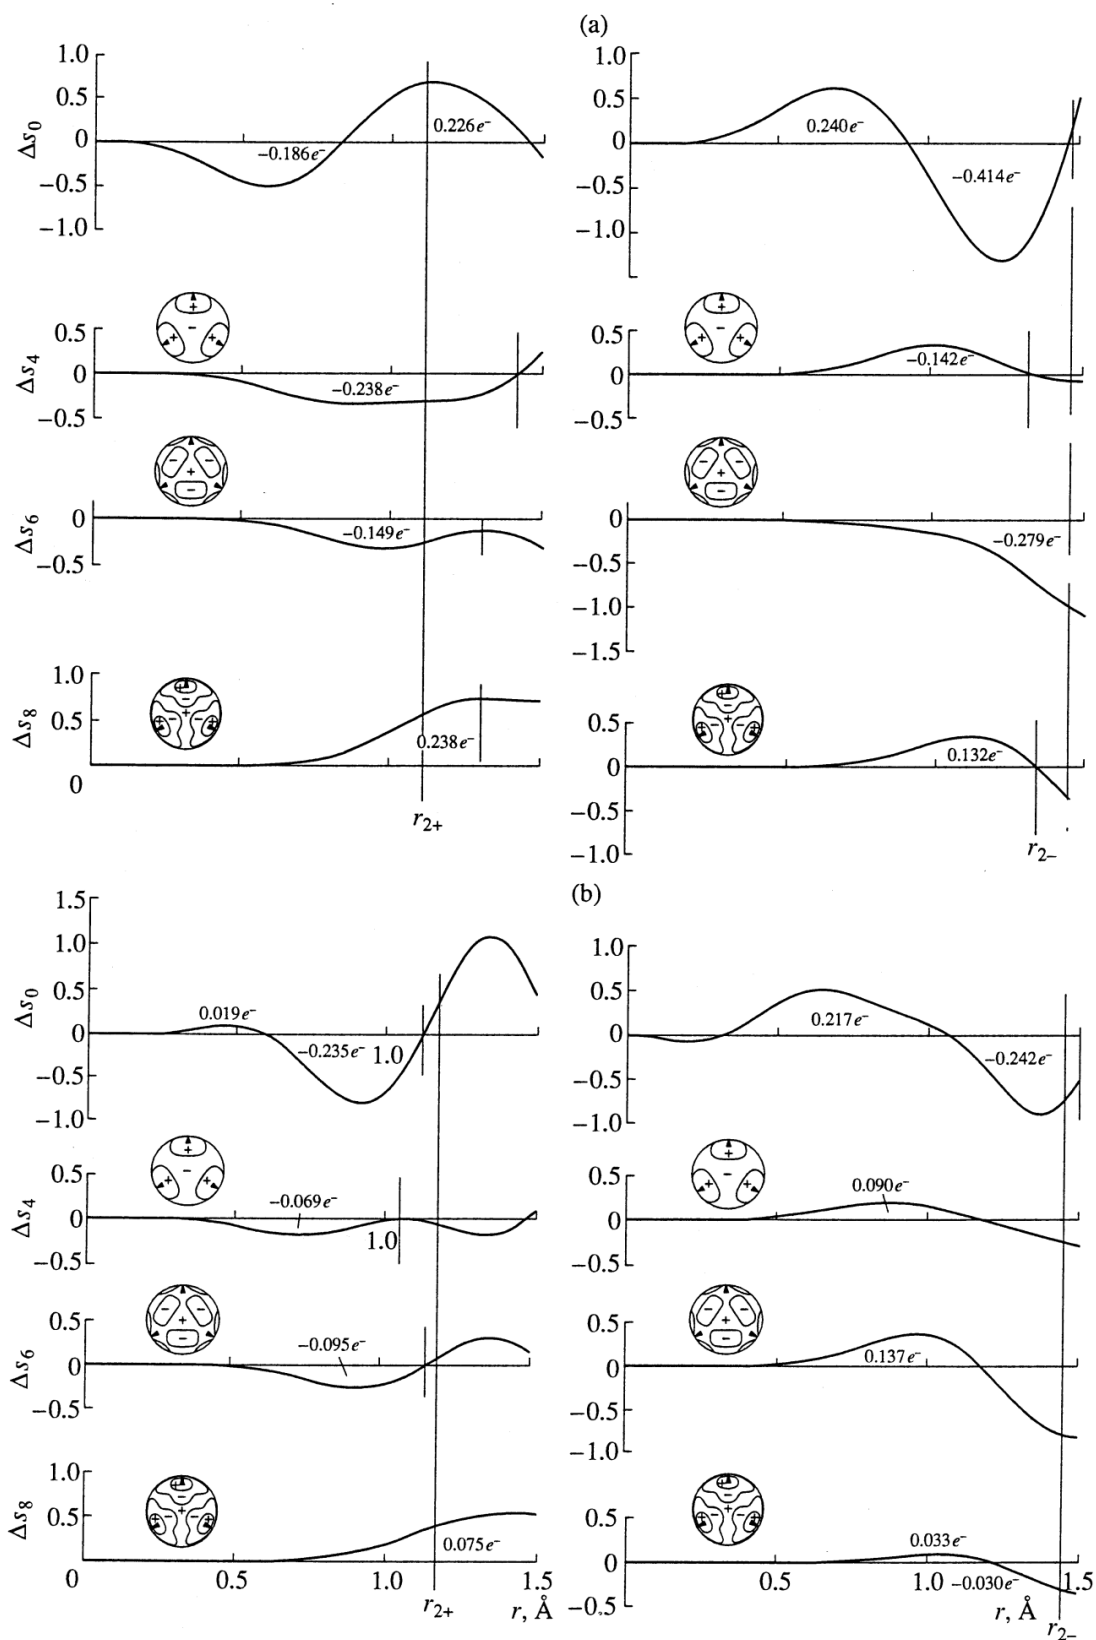 (a)
1.0
0.5
0
−0.5
−1.0
Δs₀
−0.186e⁻
0.226e⁻
1.0
0.5
0
−0.5
−1.0
0.240e⁻
−0.414e⁻
0.5
0
−0.5
Δs₄
−0.238e⁻
0.5
0
−0.5
−0.142e⁻
0
−0.5
Δs₆
−0.149e⁻
0
−0.5
−1.0
−1.5
−0.279e⁻
1.0
0.5
0
Δs₈
0.238e⁻
r₂₊
0.5
0
−0.5
−1.0
0.132e⁻
r₂₋
(b)
1.5
1.0
0.5
0
−0.5
−1.0
Δs₀
0.019e⁻
−0.235e⁻ 1.0
1.0
0.5
0
−0.5
−1.0
0.217e⁻
−0.242e⁻
0.5
0
−0.5
Δs₄
−0.069e⁻
1.0
0.5
0
−0.5
0.090e⁻
0.5
0
−0.5
Δs₆
−0.095e⁻
0.5
0
−0.5
−1.0
0.137e⁻
1.0
0.5
Δs₈
0.075e⁻
0 0.5 1.0 1.5
r₂₊ r, Å
0.5
0
−0.5
0.033e⁻
−0.030e⁻
0.5 1.0 1.5
r, Å
r₂₋